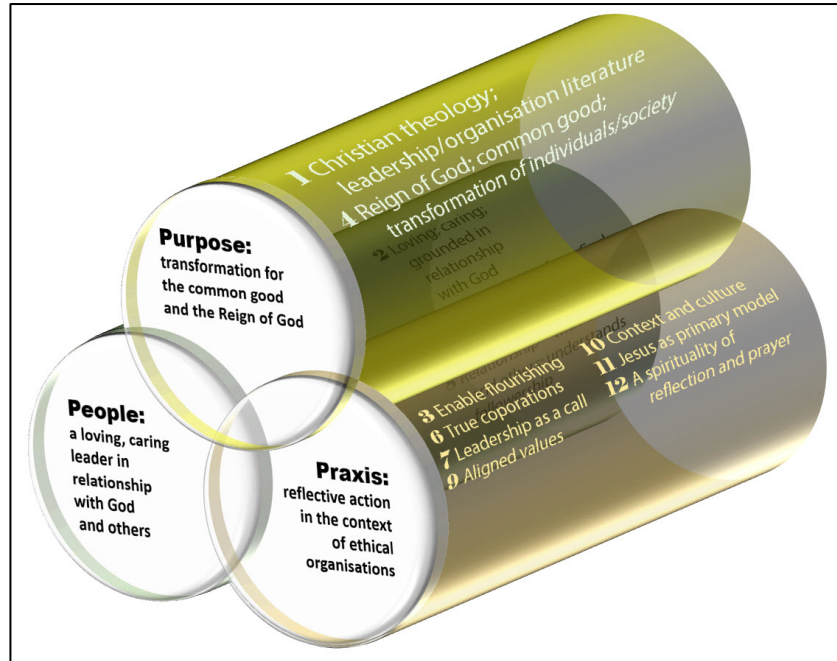 1 Christian theology;
leadership/organisation literature
4 Reign of God; common good;
transformation of individuals/society
Purpose:
transformation for
the common good
and the Reign of God
2 Loving; caring;
grounded in
relationship
with God
People:
a loving, caring
leader in
relationship
with God
and others
Praxis:
reflective action
in the context
of ethical
organisations
3 Enable flourishing
6 True coporations
7 Leadership as a call
9 Aligned values
10 Context and culture
11 Jesus as primary model
12 A spirituality of
reflection and prayer